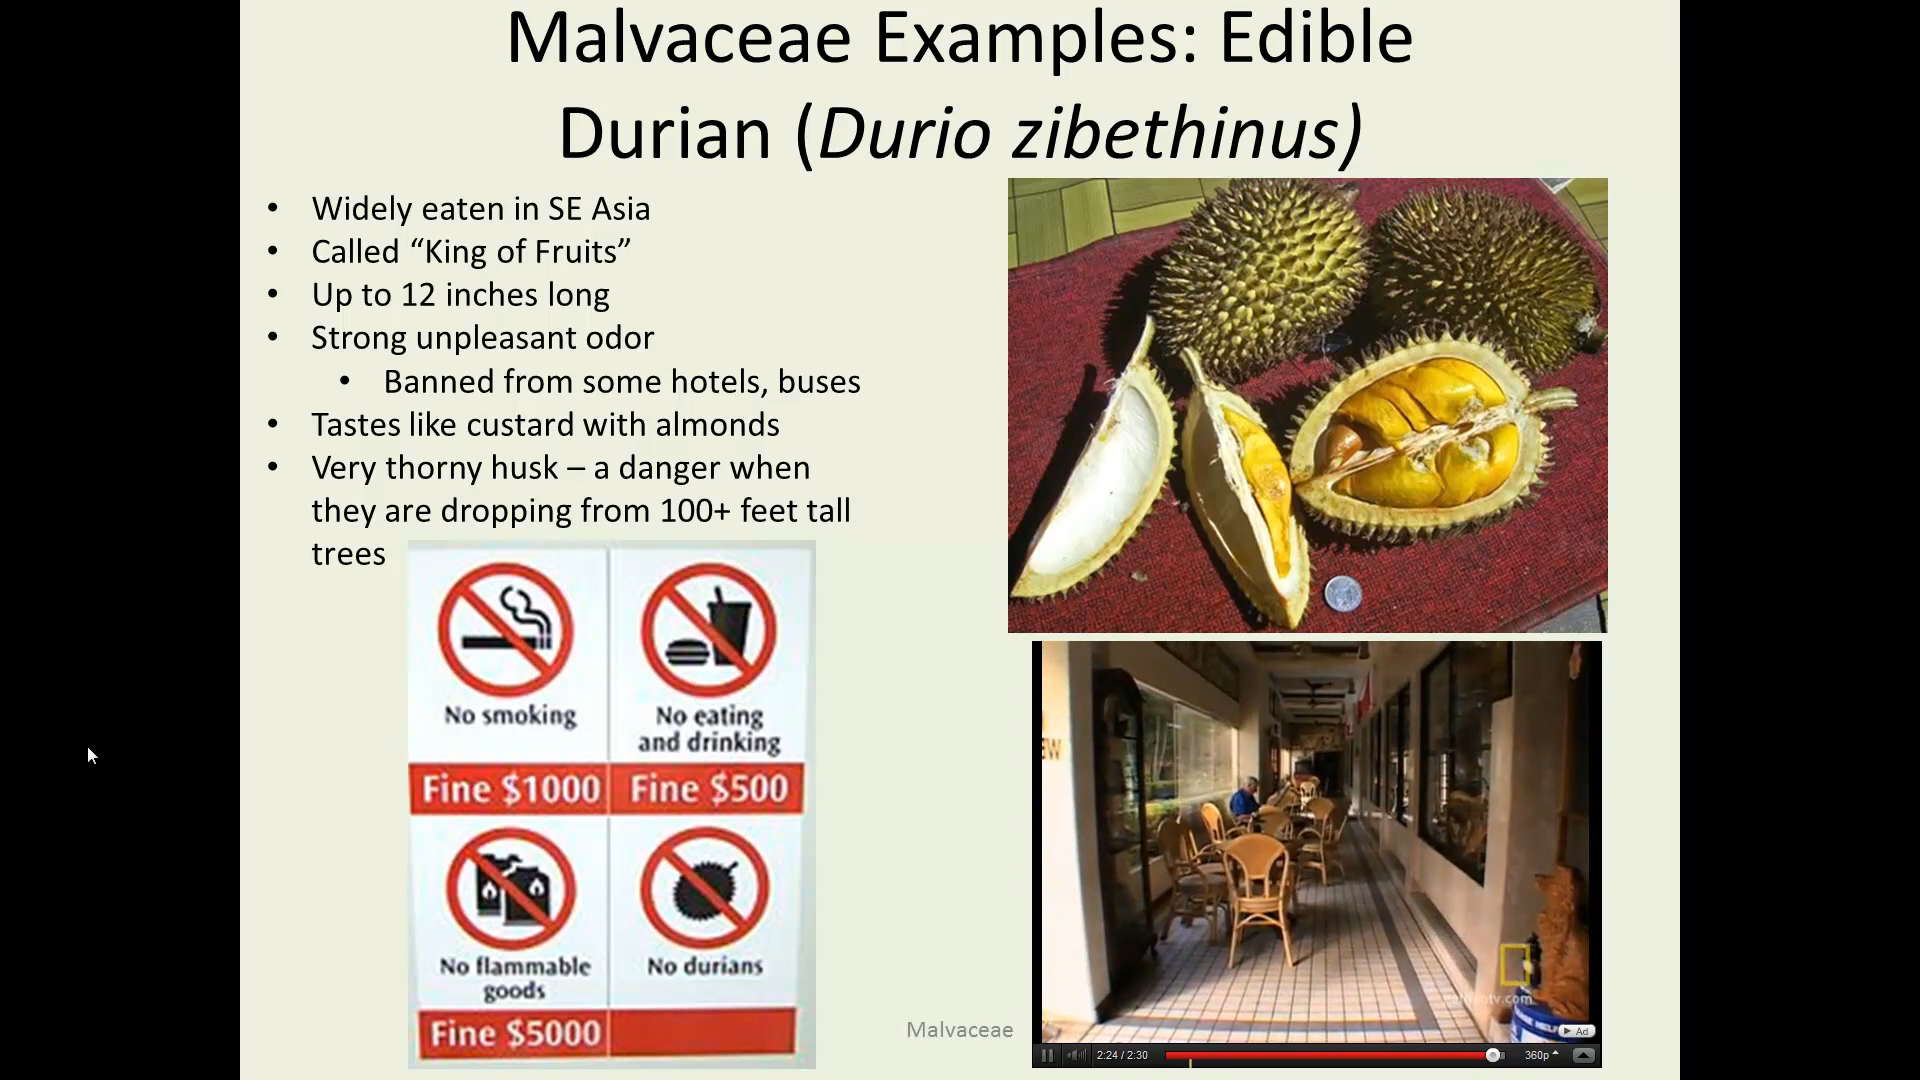 Malvaceae Examples: Edible
Durian (Durio zibethinus)
• Widely eaten in SE Asia
• Called “King of Fruits”
• Up to 12 inches long
• Strong unpleasant odor
• Banned from some hotels, buses
• Tastes like custard with almonds
• Very thorny husk – a danger when
they are dropping from 100+ feet tall
trees
No smoking
Fine $1000
No eating
and drinking
Fine $500
No flammable
goods
Fine $5000
No durians
Malvaceae
Ad
2:24 / 2:30
360p